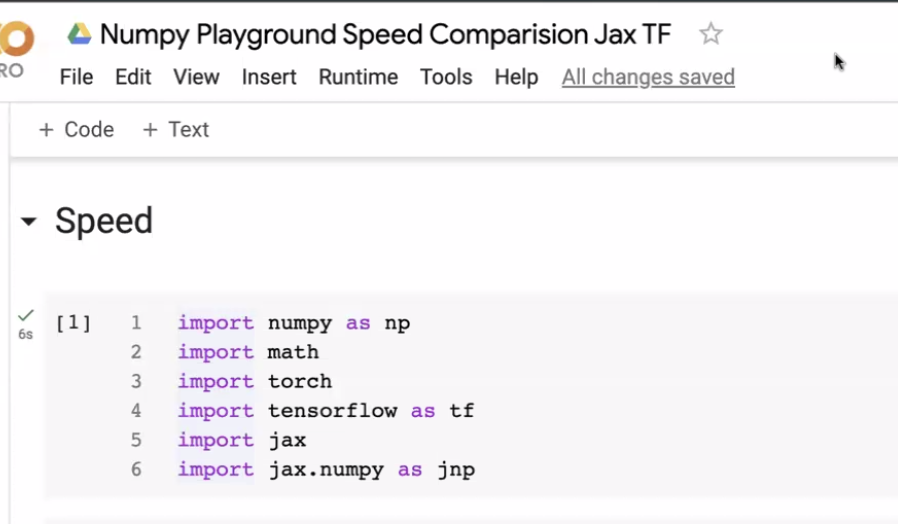 Numpy Playground Speed Comparision Jax TF
RO
File Edit View Insert Runtime Tools Help All changes saved
+ Code + Text
Speed
[1] 1 import numpy as np
6s 2 import math
3 import torch
4 import tensorflow as tf
5 import jax
6 import jax.numpy as jnp